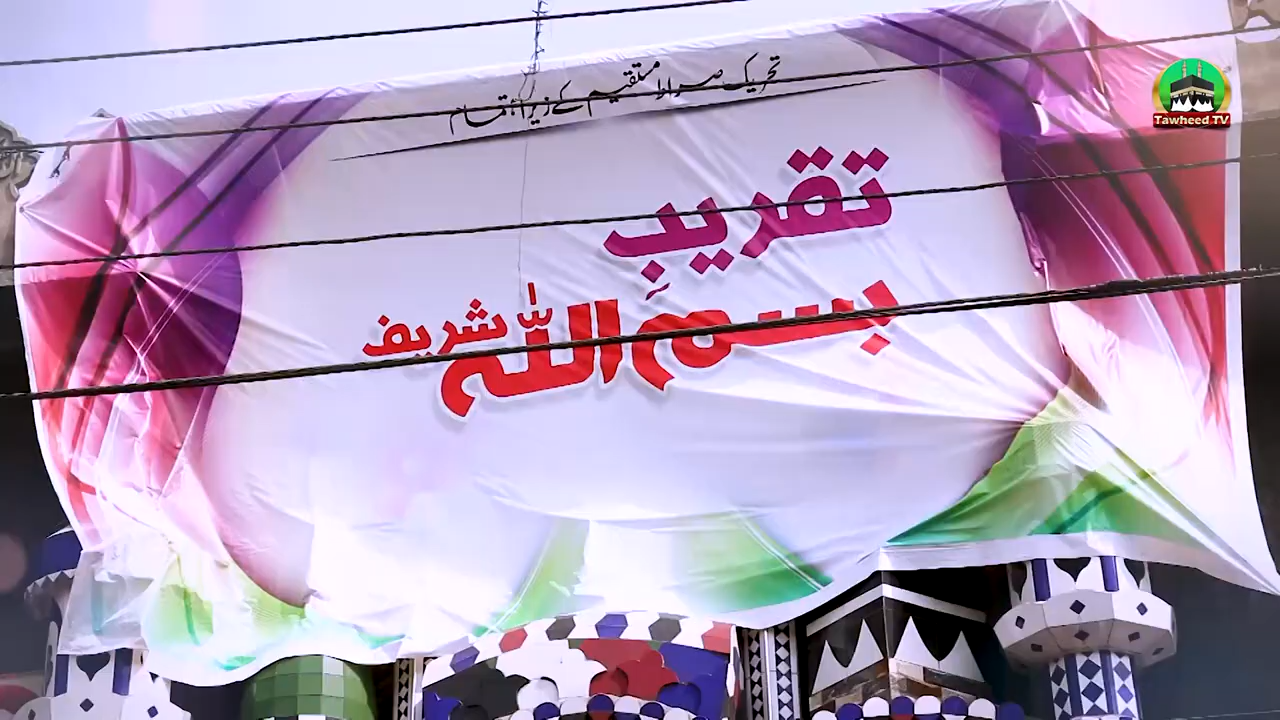 تحریک صراط مستقیم کے زیر اہتمام
تقریبِ
بسم اللہ شریف
Tawheed TV